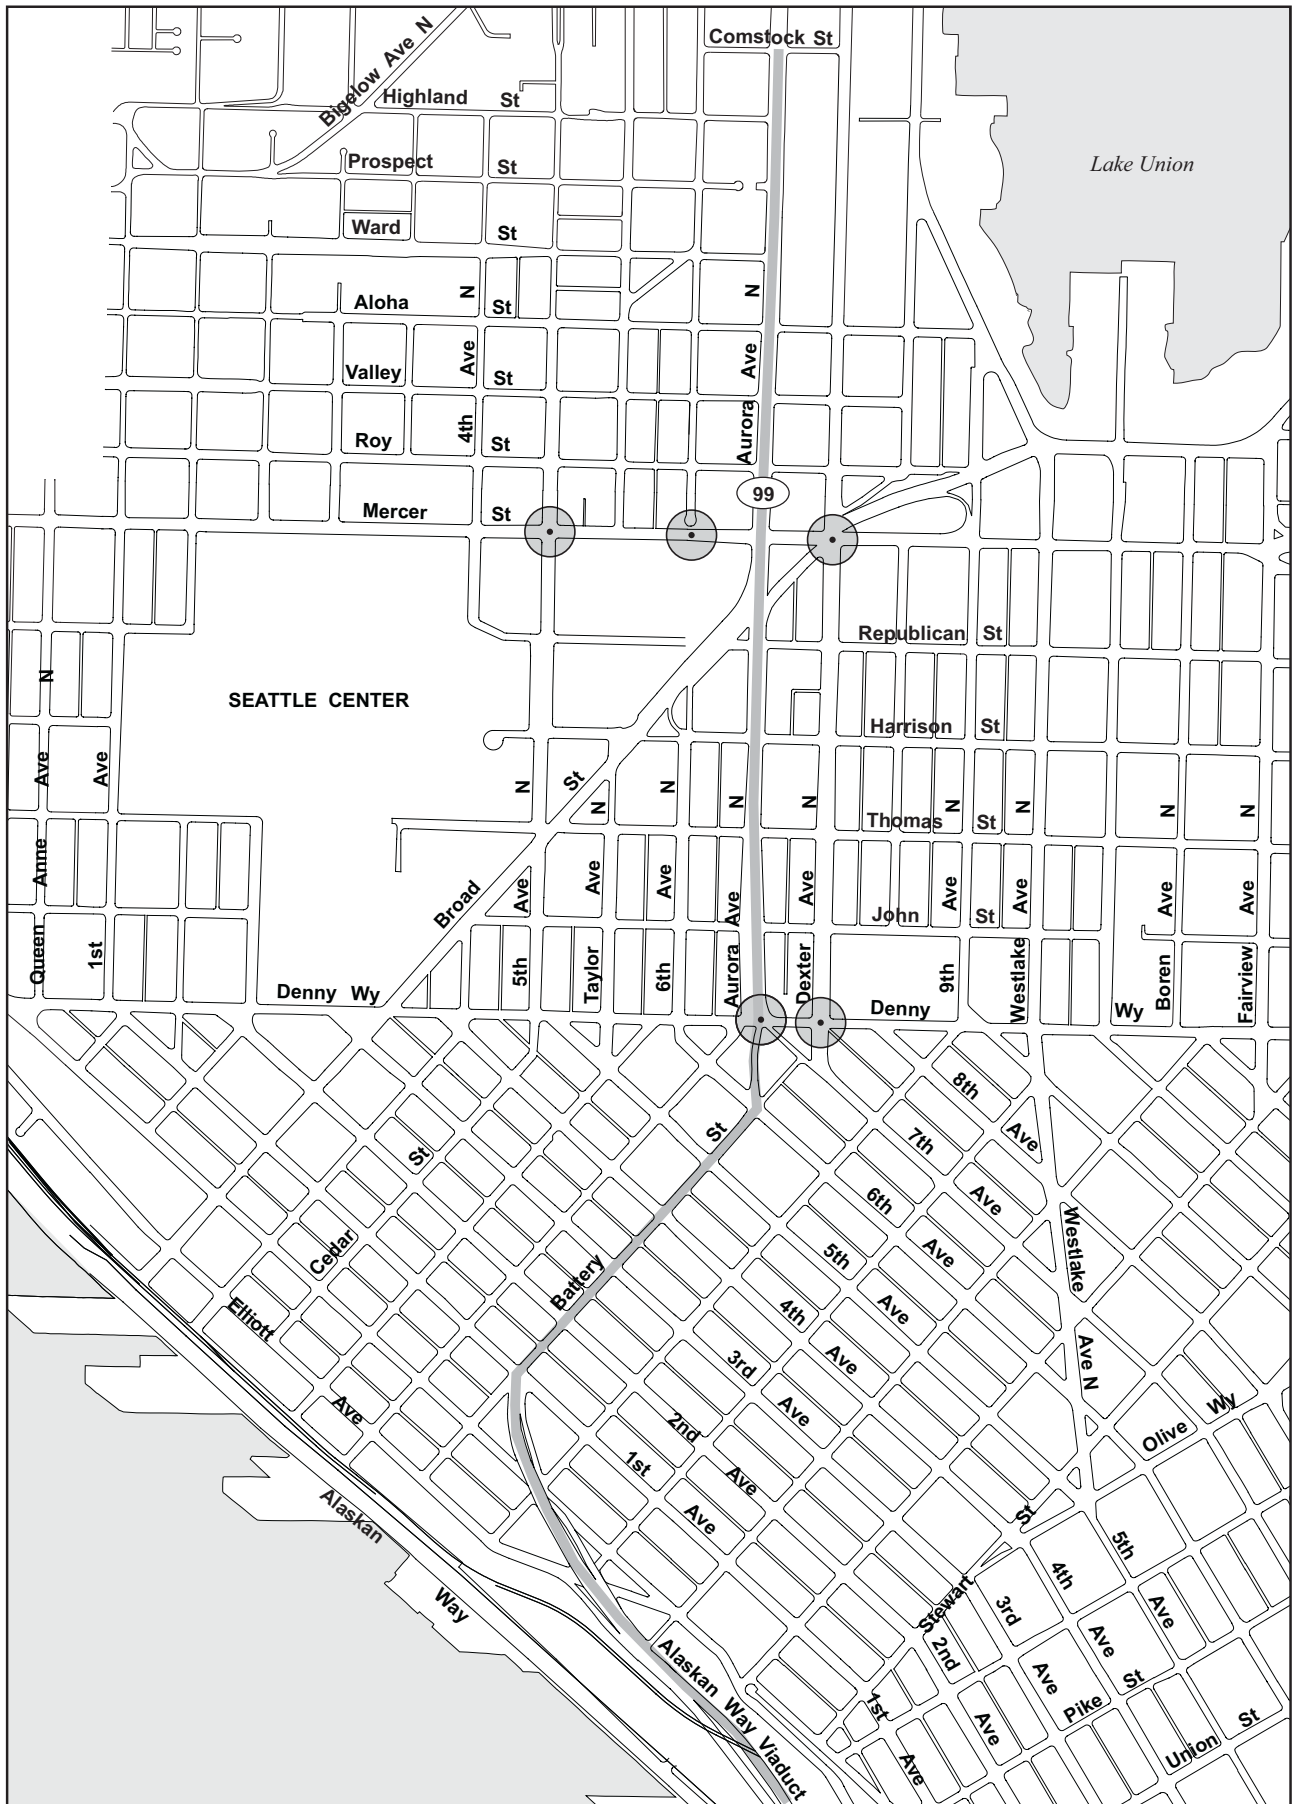 Comstock St
Bigelow Ave N
Highland St
Prospect St
Lake Union
Ward St
Aloha St
Valley St
Roy St
4th Ave N
Aurora Ave N
99
Mercer St
Republican St
SEATTLE CENTER
Harrison St
Thomas St
John St
Queen Anne Ave N
1st Ave
Broad St
5th Ave N
Taylor Ave N
6th Ave N
Aurora Ave N
Dexter Ave N
9th Ave N
Westlake Ave N
Boren Ave N
Fairview Ave N
Denny Wy
Denny Wy
8th Ave
7th Ave
6th Ave
5th Ave
4th Ave
3rd Ave
2nd Ave
1st Ave
St
Cedar St
Battery
Elliott Ave
Westlake Ave N
Olive Wy
Alaskan Way
Stewart St
5th Ave
4th Ave
3rd Ave
2nd Ave
1st Ave
Pike St
Union St
Alaskan Way Viaduct